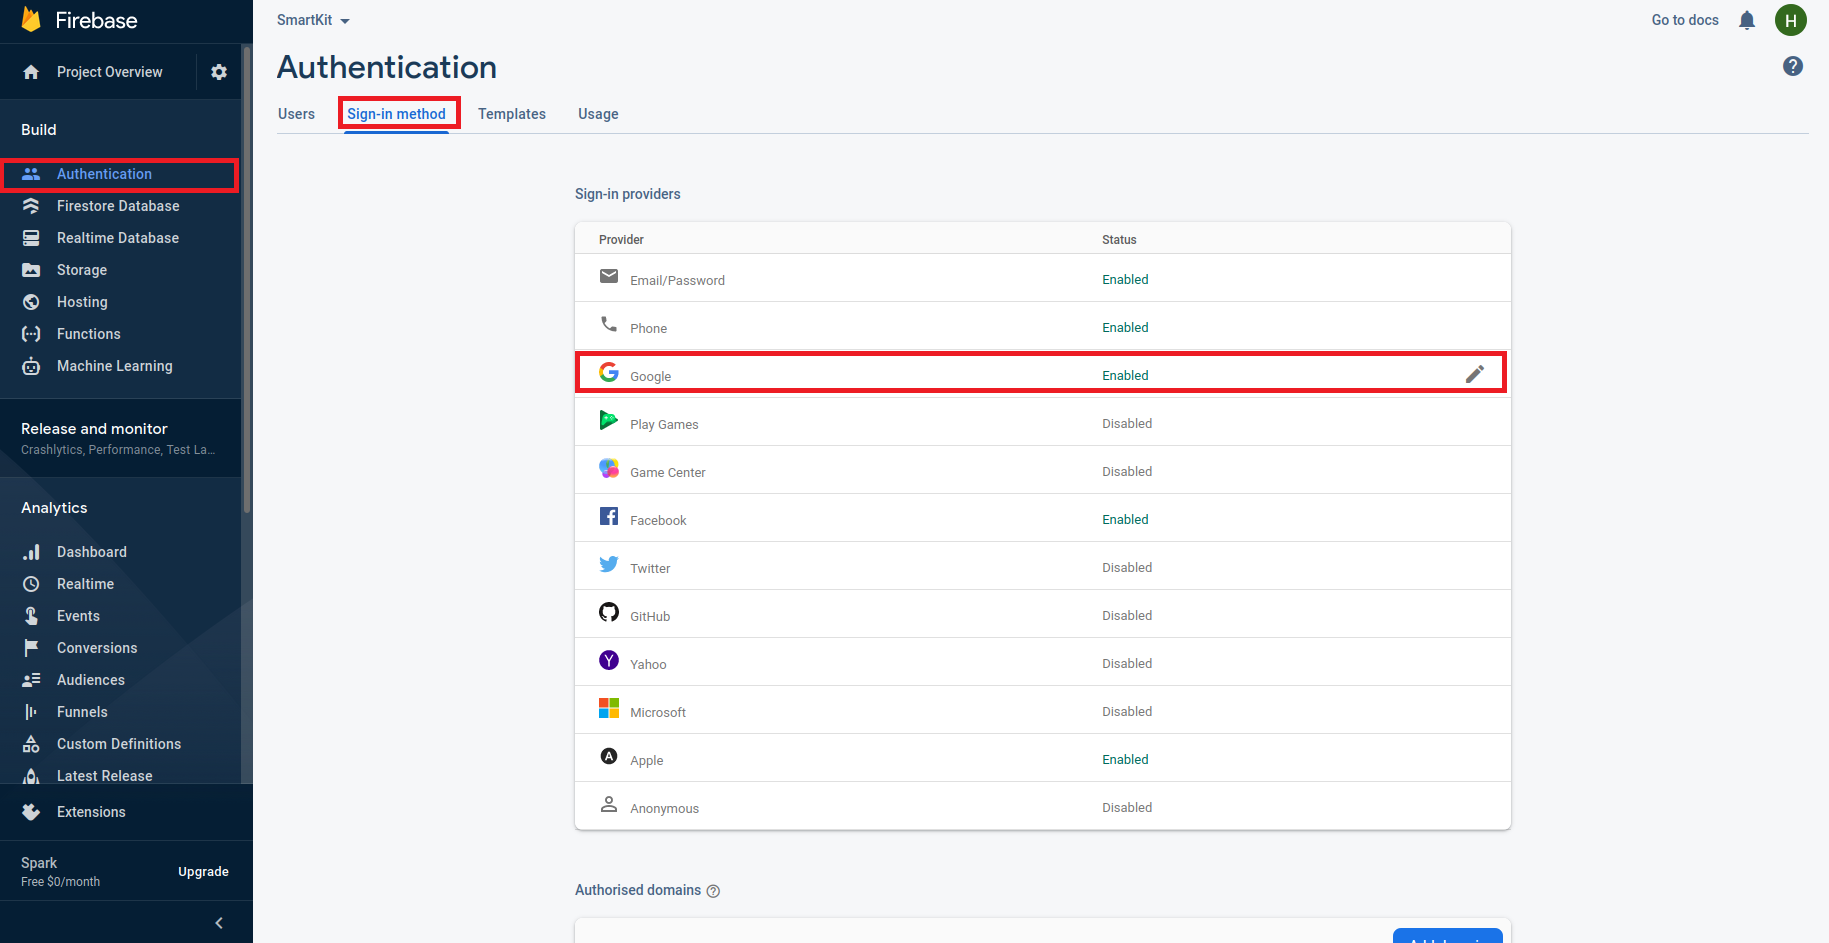 Firebase
Project Overview
Build
Authentication
Firestore Database
Realtime Database
Storage
Hosting
Functions
Machine Learning
Release and monitor
Crashlytics, Performance, Test La...
Analytics
Dashboard
Realtime
Events
Conversions
Audiences
Funnels
Custom Definitions
Latest Release
Extensions
Spark
Free $0/month
Upgrade
SmartKit
Go to docs
H
Authentication
Users Sign-in method Templates Usage
Sign-in providers
Provider Status
Email/Password Enabled
Phone Enabled
Google Enabled
Play Games Disabled
Game Center Disabled
Facebook Enabled
Twitter Disabled
GitHub Disabled
Yahoo Disabled
Microsoft Disabled
Apple Enabled
Anonymous Disabled
Authorised domains